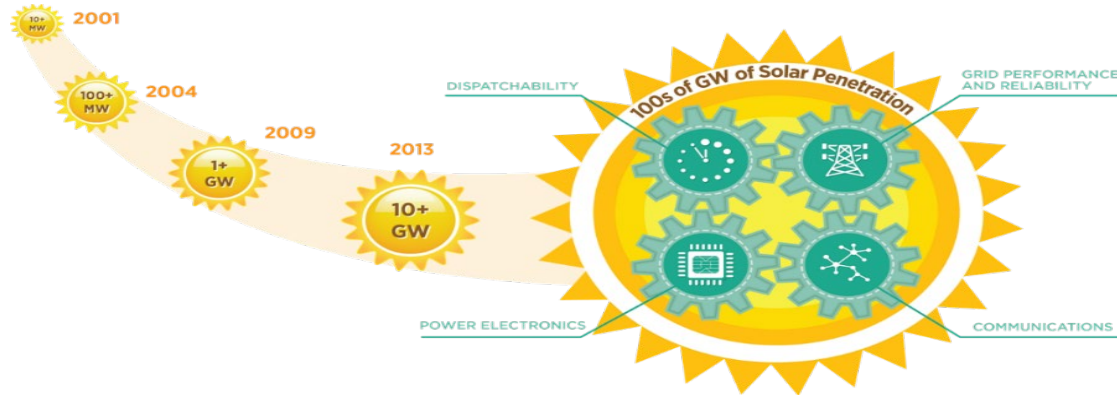 10+
MW
2001
100+
MW
2004
1+
GW
2009
10+
GW
2013
100s of GW of Solar Penetration
DISPATCHABILITY
GRID PERFORMANCE
AND RELIABILITY
POWER ELECTRONICS
COMMUNICATIONS